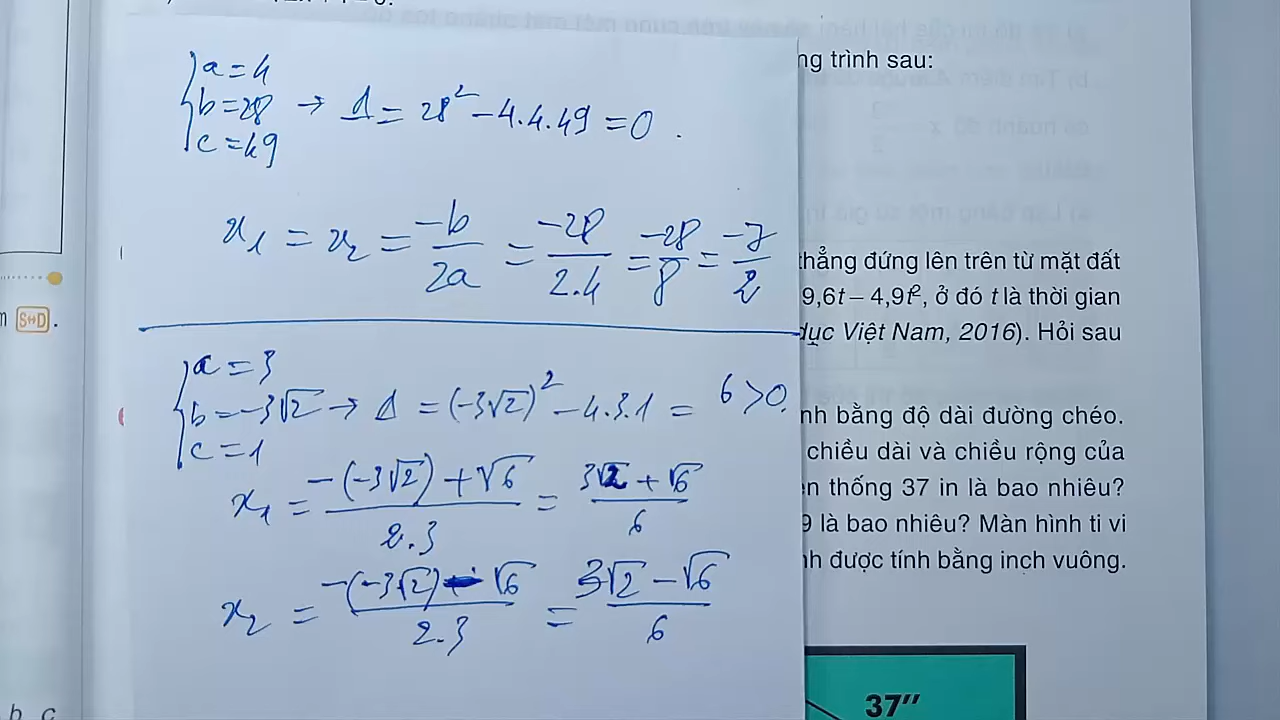 a = 4
b = 28 → Δ = 28² - 4.4.49 = 0 .
c = 49
x₁ = x₂ = -b/2a = -28/2.4 = -28/8 = -7/2
a = 3
b = -3√2 → Δ = (-3√2)² - 4.3.1 = 6 > 0.
c = 1
x₁ = -(-3√2) + √6 / 2.3 = 3√2 + √6 / 6
x₂ = -(-3√2) - √6 / 2.3 = 3√2 - √6 / 6
ng trình sau:
thẳng đứng lên trên từ mặt đất
9,6t – 4,9t², ở đó t là thời gian
dục Việt Nam, 2016). Hỏi sau
nh bằng độ dài đường chéo.
chiều dài và chiều rộng của
n thống 37 in là bao nhiêu?
9 là bao nhiêu? Màn hình ti vi
nh được tính bằng inch vuông.
37″
S↔D .
b c